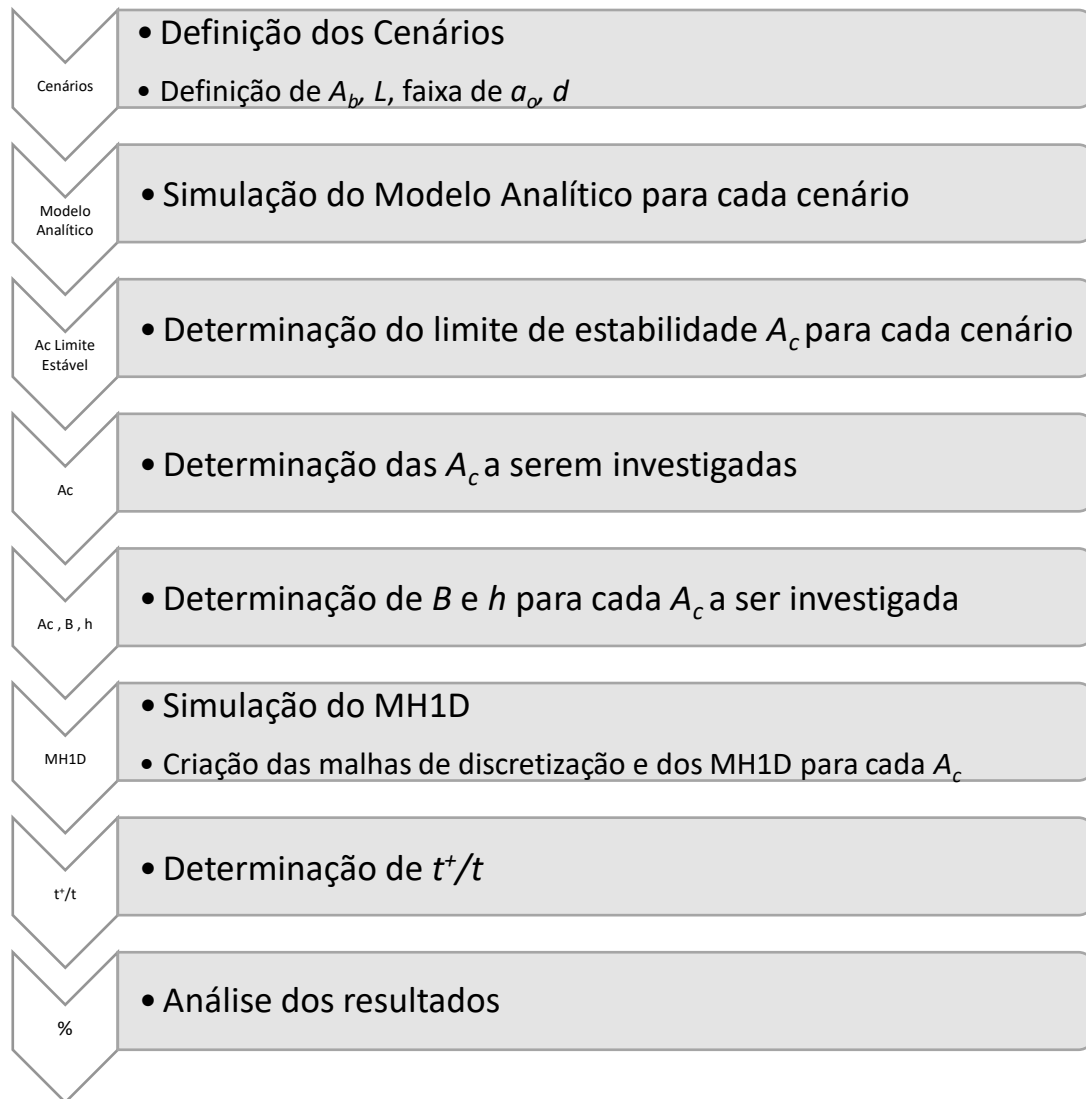 Cenários
• Definição dos Cenários
• Definição de A_b, L, faixa de a_o, d
Modelo
Analítico
• Simulação do Modelo Analítico para cada cenário
Ac Limite
Estável
• Determinação do limite de estabilidade A_c para cada cenário
Ac
• Determinação das A_c a serem investigadas
Ac , B , h
• Determinação de B e h para cada A_c a ser investigada
MH1D
• Simulação do MH1D
• Criação das malhas de discretização e dos MH1D para cada A_c
t⁺/t
• Determinação de t⁺/t
%
• Análise dos resultados